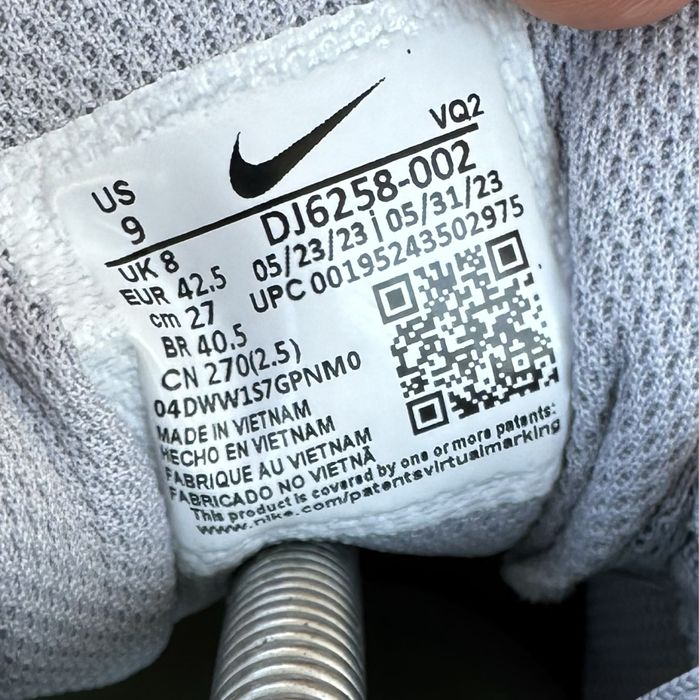 VQ2
US
9
DJ6258-002
UK 8
05/23/23 | 05/31/23
EUR 42.5
UPC 00195243502975
cm 27
BR 40.5
CN 270(2.5)
04DWW1S7GPNM0
MADE IN VIETNAM
HECHO EN VIETNAM
FABRIQUE AU VIETNAM
FABRICADO NO VIETNÃ
This product is covered by one or more patents:
www.nike.com/patentsvirtualmarking